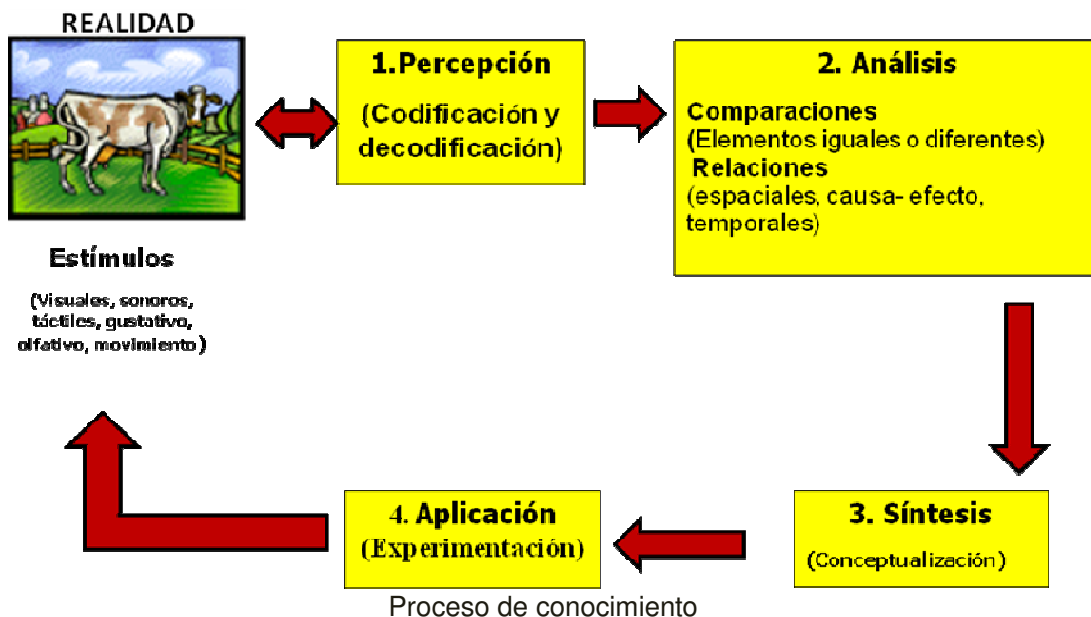 REALIDAD
Estímulos
(Visuales, sonoros,
táctiles, gustativo,
olfativo, movimiento)
1.Percepción
(Codificación y
decodificación)
2. Análisis
Comparaciones
(Elementos iguales o diferentes)
Relaciones
(espaciales, causa- efecto,
temporales)
3. Síntesis
(Conceptualización)
4. Aplicación
(Experimentación)
Proceso de conocimiento